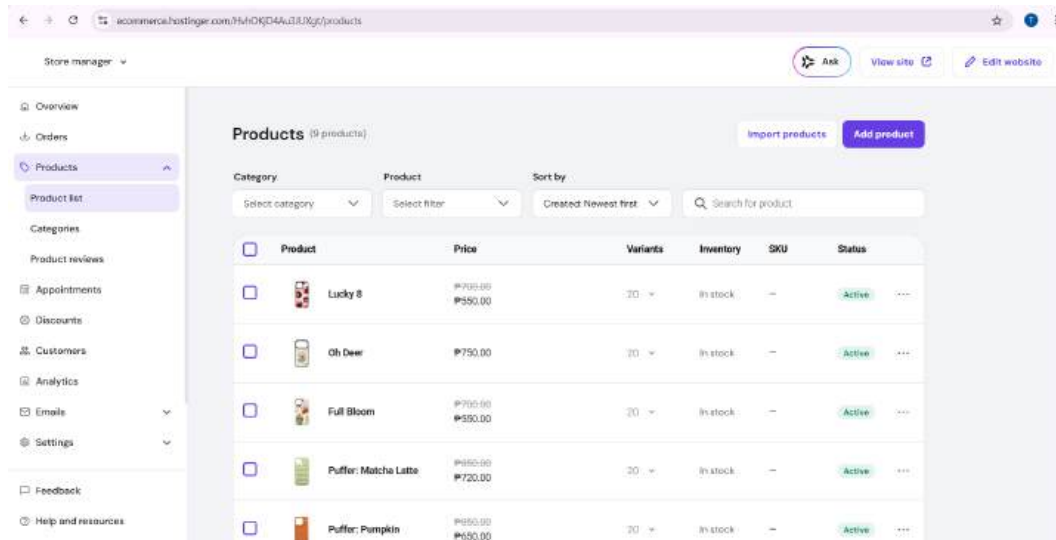 Store manager
Ask
View site
Edit website
Overview
Orders
Products
Product list
Categories
Product reviews
Appointments
Discounts
Customers
Analytics
Emails
Settings
Feedback
Help and resources
Products (9 products)
Import products
Add product
Category
Product
Sort by
Select category
Select filter
Created: Newest first
Search for product
Product Price Variants Inventory SKU Status
₱700.00
Lucky 8 ₱550.00 20 In stock – Active ...
Oh Deer ₱750.00 20 In stock – Active ...
₱700.00
Full Bloom ₱550.00 20 In stock – Active ...
₱850.00
Puffer: Matcha Latte ₱720.00 20 In stock – Active ...
₱850.00
Puffer: Pumpkin ₱650.00 20 In stock – Active ...